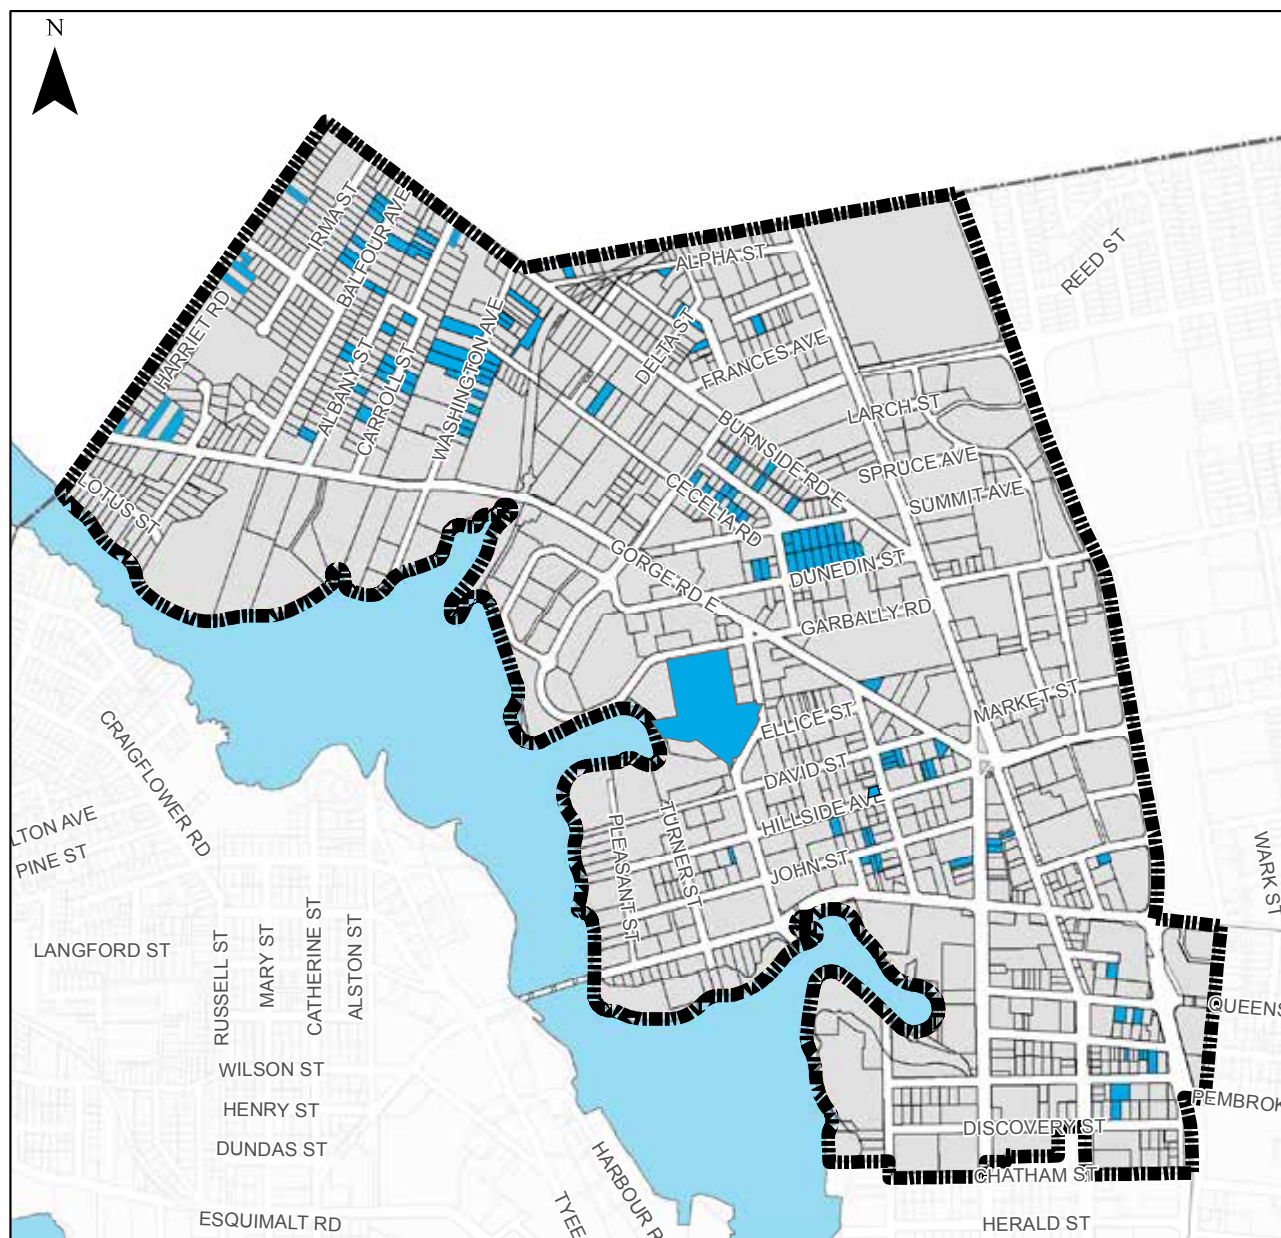 N
REED ST
IRMA ST
BALFOUR AVE
ALPHA ST
HARRIET RD
DELTA ST
WASHINGTON AVE
FRANCES AVE
ALBANY ST
CARROLL ST
LARCH ST
BURNSIDE RD E
SPRUCE AVE
SUMMIT AVE
LOTUS ST
CECELIA RD
GORGE RD E
DUNEDIN ST
GARBALLY RD
MARKET ST
ELLICE ST
CRAIGFLOWER RD
DAVID ST
HILLSIDE AVE
LTON AVE
PINE ST
PLEASANT ST
TURNER ST
JOHN ST
WARK ST
LANGFORD ST
RUSSELL ST
MARY ST
CATHERINE ST
ALSTON ST
QUEENS
WILSON ST
PEMBROK
HENRY ST
DISCOVERY ST
DUNDAS ST
CHATHAM ST
HARBOUR R
TYEE
ESQUIMALT RD
HERALD ST